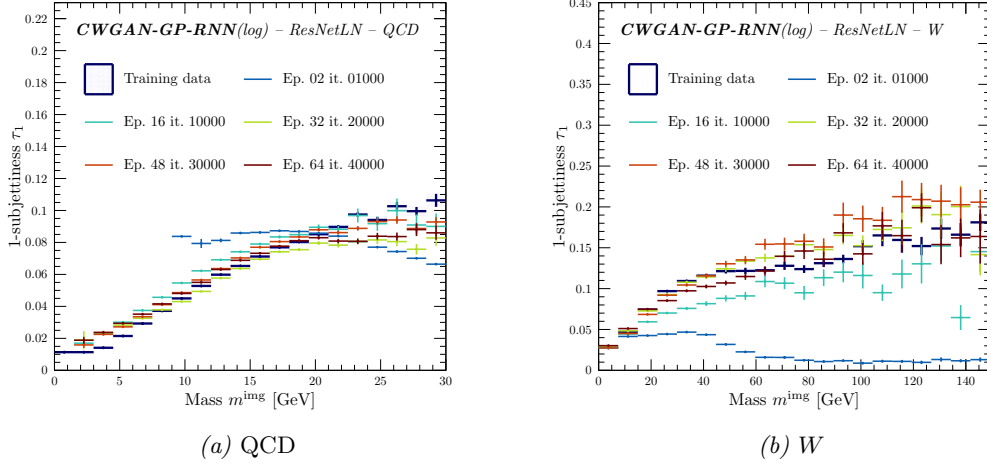 CWGAN-GP-RNN(log) – ResNetLN – QCD
Training data
Ep. 02 it. 01000
Ep. 16 it. 10000
Ep. 32 it. 20000
Ep. 48 it. 30000
Ep. 64 it. 40000
1-subjettiness τ1
0.22
0.2
0.18
0.16
0.14
0.12
0.1
0.08
0.06
0.04
0.02
0
0 5 10 15 20 25 30
Mass m^img [GeV]
(a) QCD
CWGAN-GP-RNN(log) – ResNetLN – W
Training data
Ep. 02 it. 01000
Ep. 16 it. 10000
Ep. 32 it. 20000
Ep. 48 it. 30000
Ep. 64 it. 40000
1-subjettiness τ1
0.45
0.4
0.35
0.3
0.25
0.2
0.15
0.1
0.05
0
0 20 40 60 80 100 120 140
Mass m^img [GeV]
(b) W